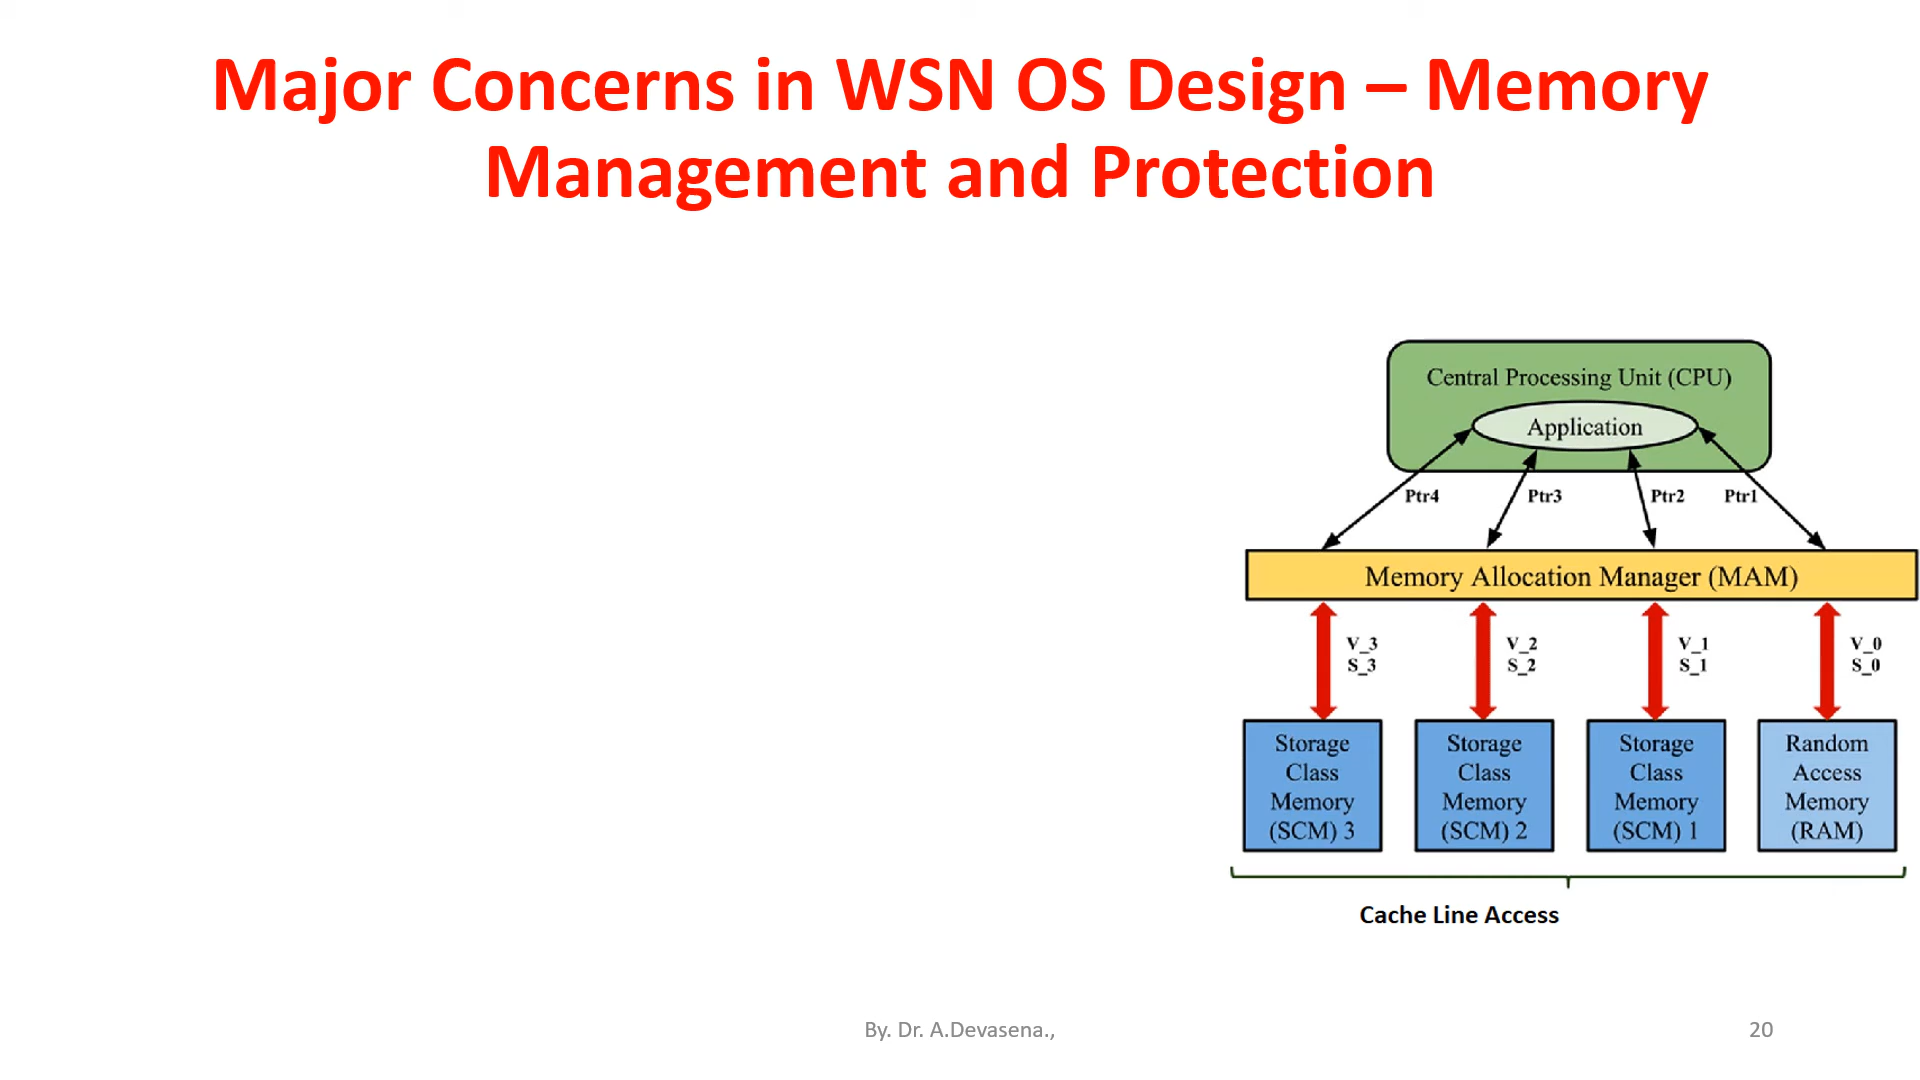 Major Concerns in WSN OS Design – Memory
Management and Protection
Central Processing Unit (CPU)
Application
Ptr4
Ptr3
Ptr2
Ptr1
Memory Allocation Manager (MAM)
V_3
S_3
V_2
S_2
V_1
S_1
V_0
S_0
Storage
Class
Memory
(SCM) 3
Storage
Class
Memory
(SCM) 2
Storage
Class
Memory
(SCM) 1
Random
Access
Memory
(RAM)
Cache Line Access
By. Dr. A.Devasena.,
20